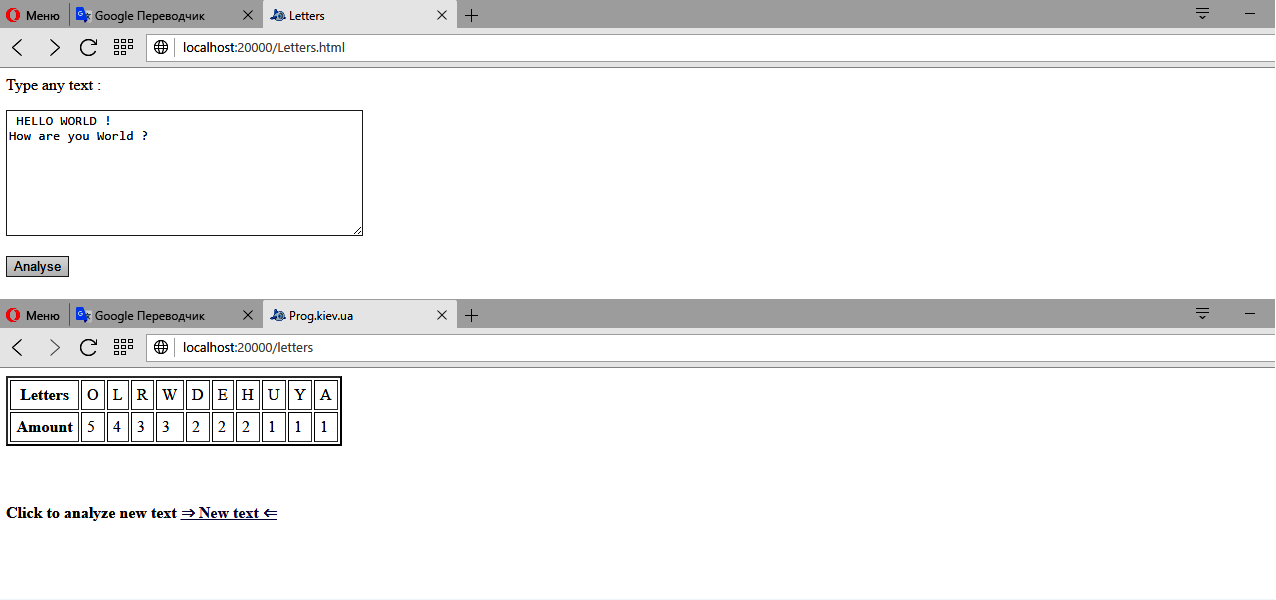 Меню Google Переводчик Letters
localhost:20000/Letters.html
Type any text :
HELLO WORLD !
How are you World ?
Analyse
Меню Google Переводчик Prog.kiev.ua
localhost:20000/letters
Letters O L R W D E H U Y A
Amount 5 4 3 3 2 2 2 1 1 1
Click to analyze new text ⇒ New text ⇐